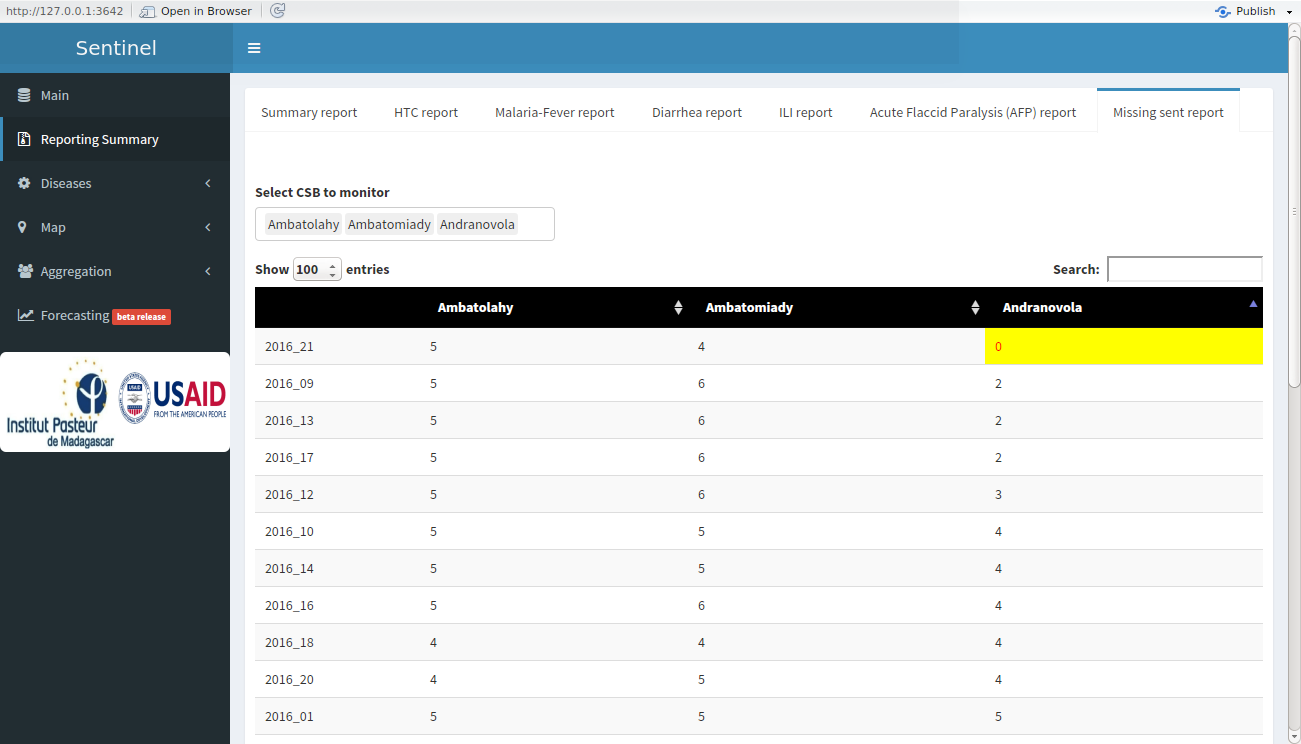 http://127.0.0.1:3642 Open in Browser Publish
Sentinel
Main
Reporting Summary
Diseases
Map
Aggregation
Forecasting beta release
Institut Pasteur
de Madagascar
USAID
FROM THE AMERICAN PEOPLE
Summary report HTC report Malaria-Fever report Diarrhea report ILI report Acute Flaccid Paralysis (AFP) report Missing sent report
Select CSB to monitor
Ambatolahy Ambatomiady Andranovola
Show 100 entries Search:
Ambatolahy Ambatomiady Andranovola
2016_21 5 4 0
2016_09 5 6 2
2016_13 5 6 2
2016_17 5 6 2
2016_12 5 6 3
2016_10 5 5 4
2016_14 5 5 4
2016_16 5 6 4
2016_18 4 4 4
2016_20 4 5 4
2016_01 5 5 5